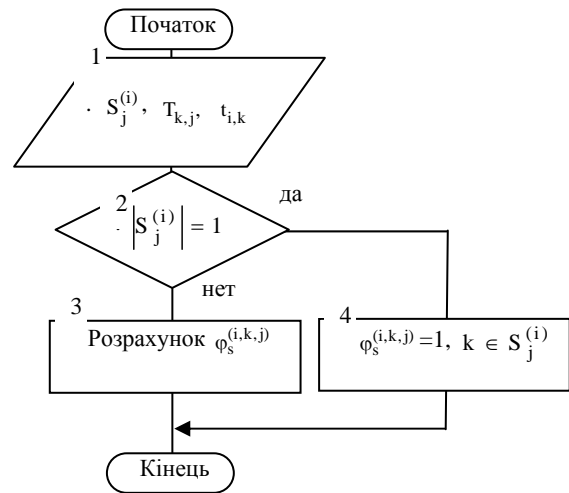 Початок
1
. S_j^(i), T_k,j, t_i,k
2
. |S_j^(i)| = 1
да
нет
3
Розрахунок φ_s^(i,k,j)
4
φ_s^(i,k,j) =1, k ∈ S_j^(i)
Кінець